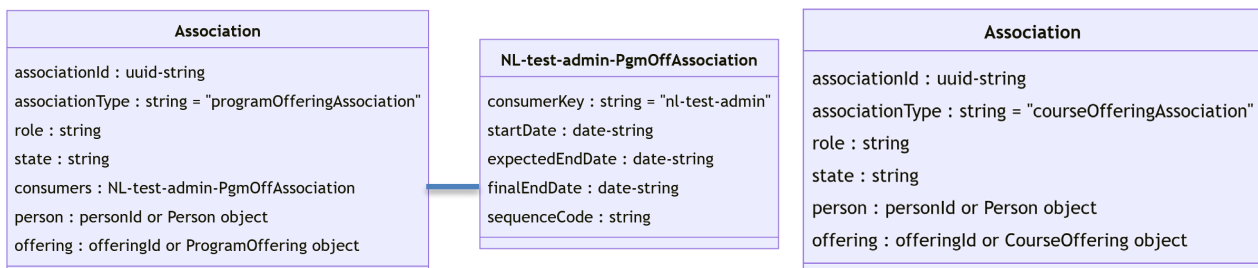 Association
associationId : uuid-string
associationType : string = "programOfferingAssociation"
role : string
state : string
consumers : NL-test-admin-PgmOffAssociation
person : personId or Person object
offering : offeringId or ProgramOffering object
NL-test-admin-PgmOffAssociation
consumerKey : string = "nl-test-admin"
startDate : date-string
expectedEndDate : date-string
finalEndDate : date-string
sequenceCode : string
Association
associationId : uuid-string
associationType : string = "courseOfferingAssociation"
role : string
state : string
person : personId or Person object
offering : offeringId or CourseOffering object